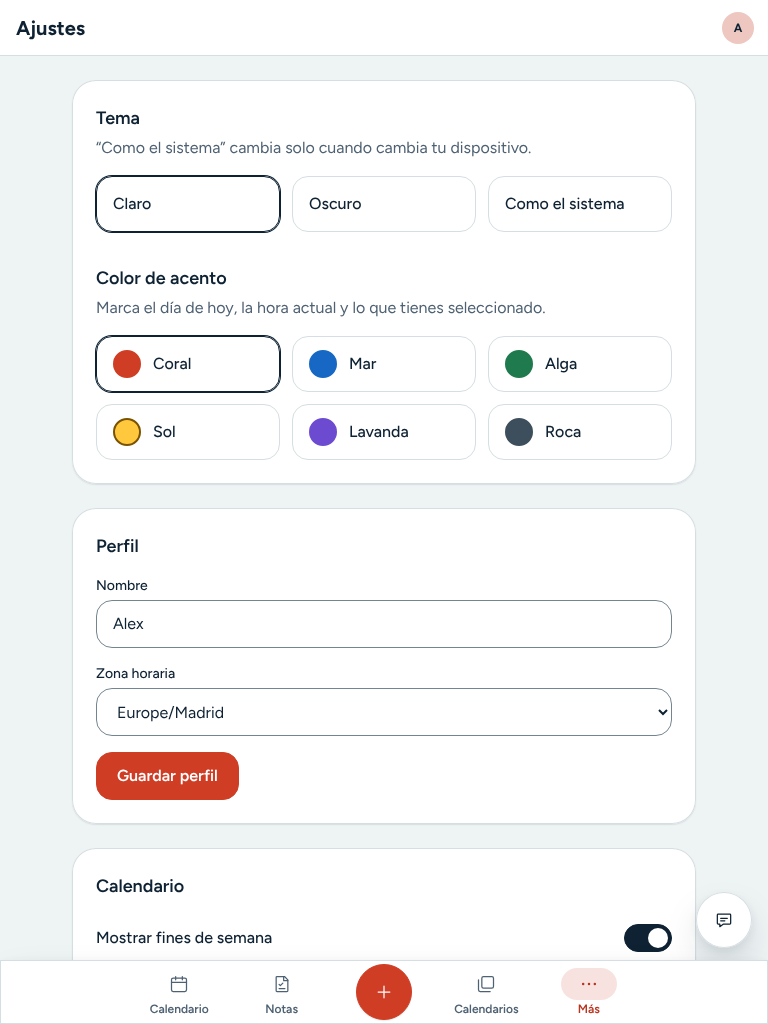 Ajustes
A
Tema
“Como el sistema” cambia solo cuando cambia tu dispositivo.
Claro
Oscuro
Como el sistema
Color de acento
Marca el día de hoy, la hora actual y lo que tienes seleccionado.
Coral
Mar
Alga
Sol
Lavanda
Roca
Perfil
Nombre
Alex
Zona horaria
Europe/Madrid
Guardar perfil
Calendario
Mostrar fines de semana
Calendario
Notas
Calendarios
Más